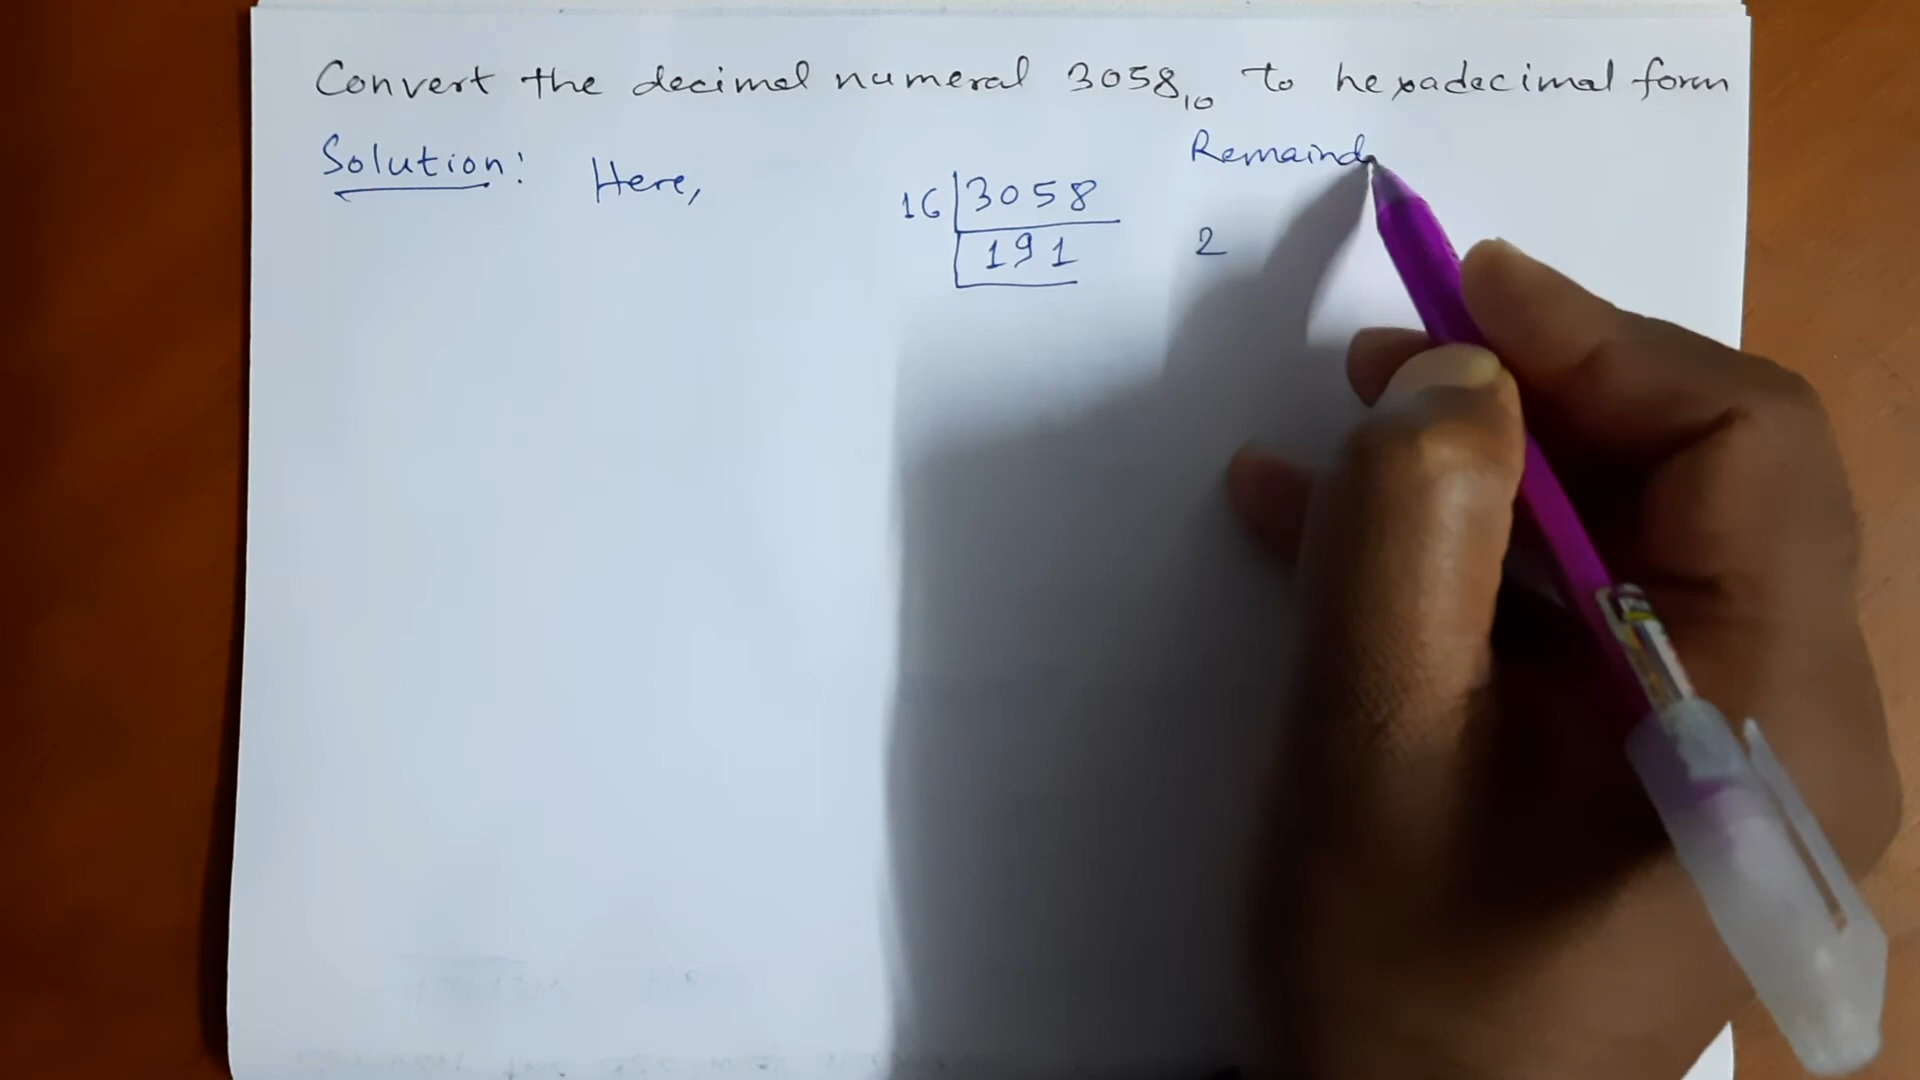 Convert the decimal numeral 3058₁₀ to hexadecimal form
Solution: Here,
Remaind
16 3058
191 2